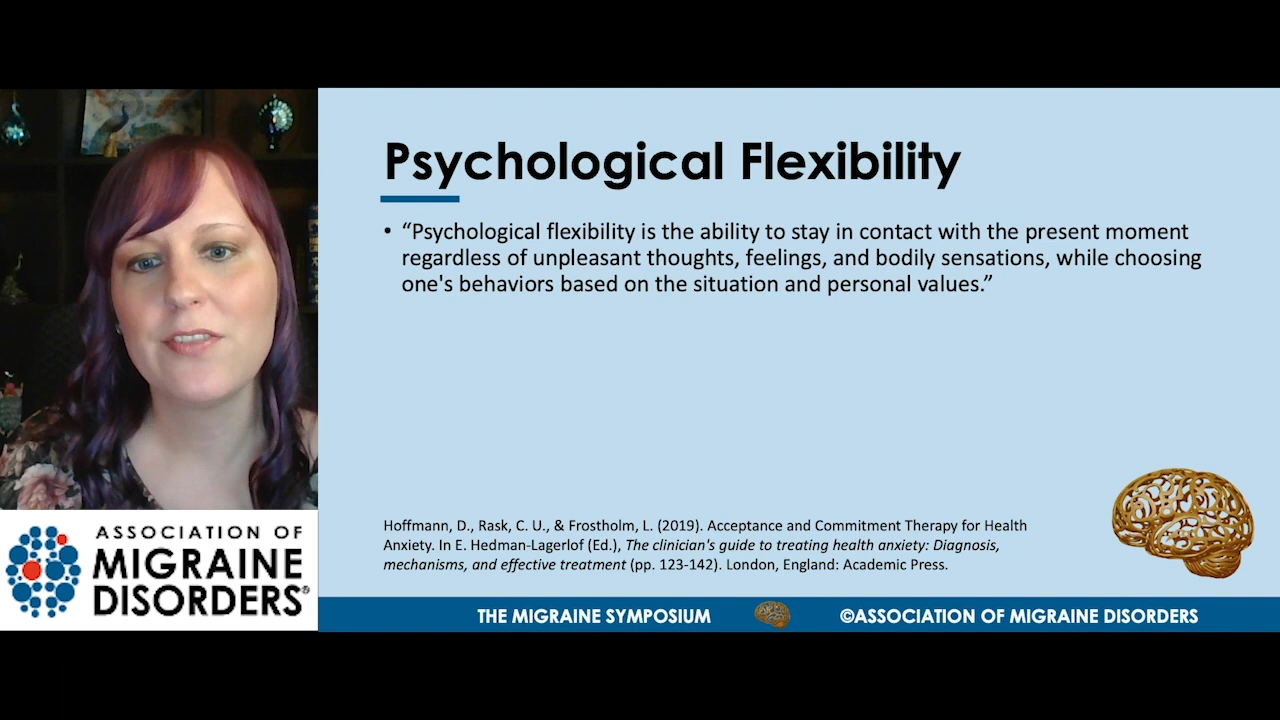 Psychological Flexibility
• “Psychological flexibility is the ability to stay in contact with the present moment
regardless of unpleasant thoughts, feelings, and bodily sensations, while choosing
one's behaviors based on the situation and personal values.”
Hoffmann, D., Rask, C. U., & Frostholm, L. (2019). Acceptance and Commitment Therapy for Health
Anxiety. In E. Hedman-Lagerlof (Ed.), The clinician's guide to treating health anxiety: Diagnosis,
mechanisms, and effective treatment (pp. 123-142). London, England: Academic Press.
ASSOCIATION OF
MIGRAINE
DISORDERS®
THE MIGRAINE SYMPOSIUM
©ASSOCIATION OF MIGRAINE DISORDERS